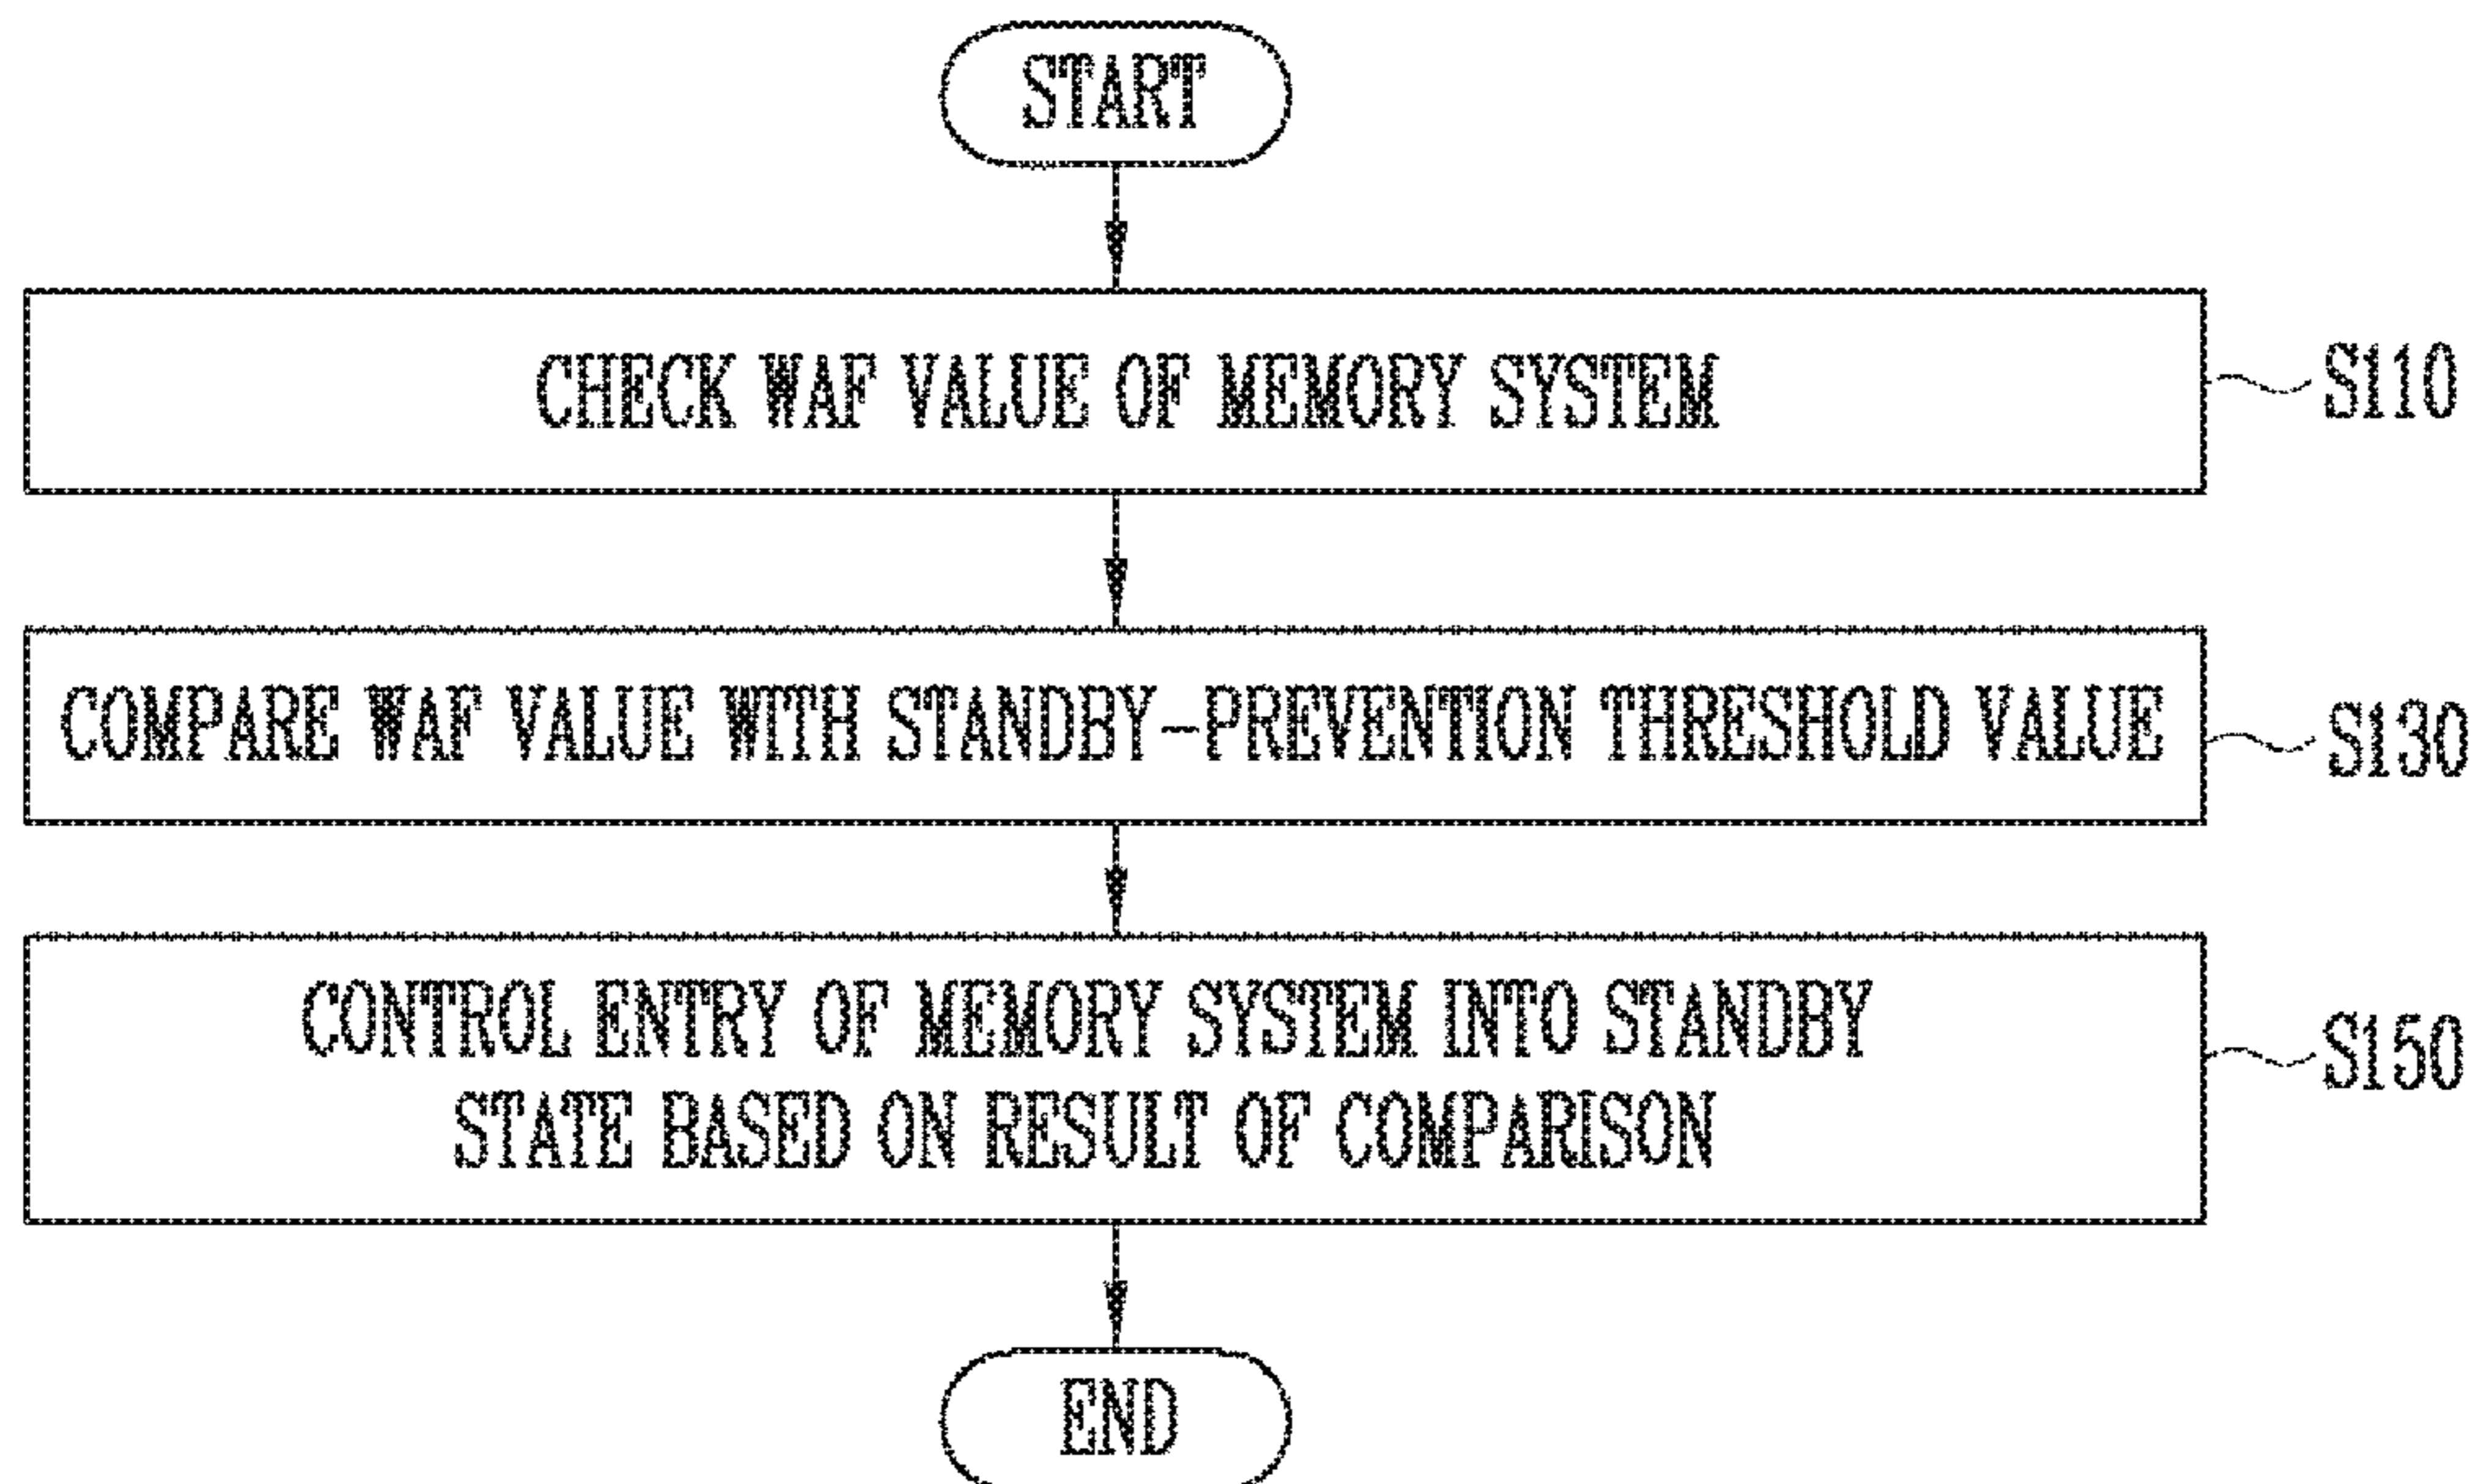 START
CHECK WAF VALUE OF MEMORY SYSTEM
S110
COMPARE WAF VALUE WITH STANDBY-PREVENTION THRESHOLD VALUE
S130
CONTROL ENTRY OF MEMORY SYSTEM INTO STANDBY
STATE BASED ON RESULT OF COMPARISON
S150
END